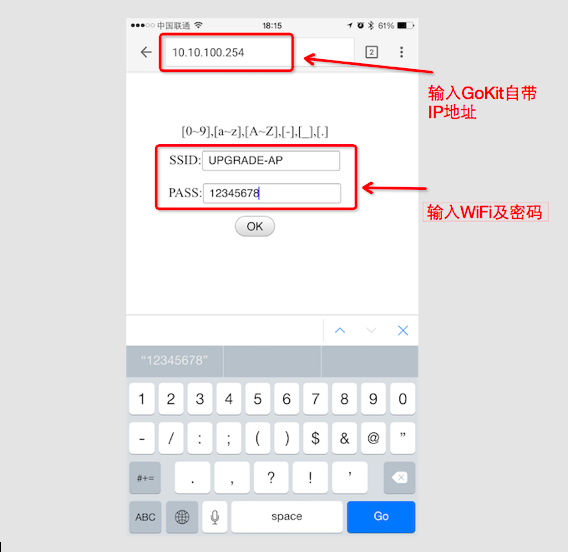 中国联通 18:15 61%
10.10.100.254 2
输入GoKit自带
IP地址
[0~9],[a~z],[A~Z],[-],[_],[.]
SSID: UPGRADE-AP
PASS: 12345678
输入WiFi及密码
OK
“12345678”
1 2 3 4 5 6 7 8 9 0
- / : ; ( ) $ & @ ”
#+= . , ? ! ’
ABC space Go